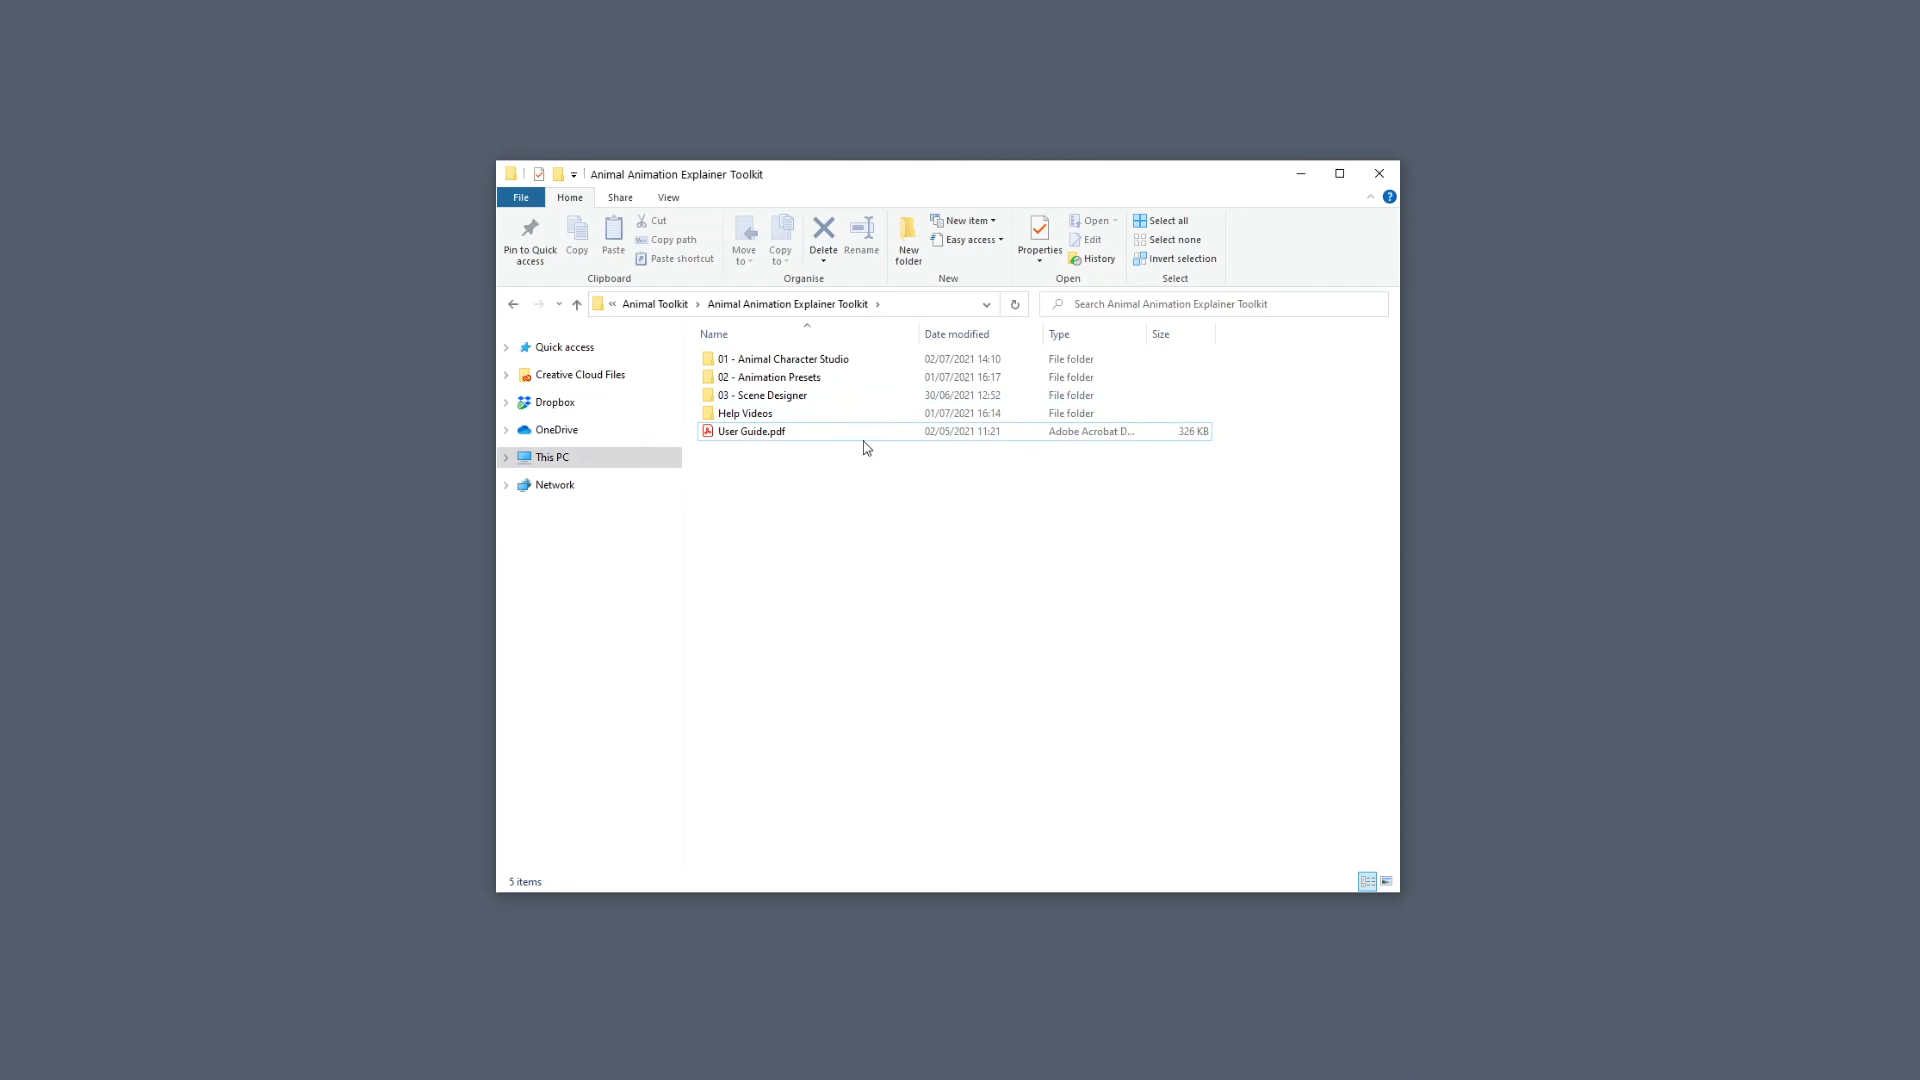 Animal Animation Explainer Toolkit
File Home Share View
Pin to Quick access
Copy
Paste
Cut
Copy path
Paste shortcut
Clipboard
Move to
Copy to
Delete
Rename
Organise
New folder
New item
Easy access
New
Properties
Open
Edit
History
Open
Select all
Select none
Invert selection
Select
« Animal Toolkit › Animal Animation Explainer Toolkit ›
Search Animal Animation Explainer Toolkit
Quick access
Creative Cloud Files
Dropbox
OneDrive
This PC
Network
Name Date modified Type Size
01 - Animal Character Studio 02/07/2021 14:10 File folder
02 - Animation Presets 01/07/2021 16:17 File folder
03 - Scene Designer 30/06/2021 12:52 File folder
Help Videos 01/07/2021 16:14 File folder
User Guide.pdf 02/05/2021 11:21 Adobe Acrobat D... 326 KB
5 items